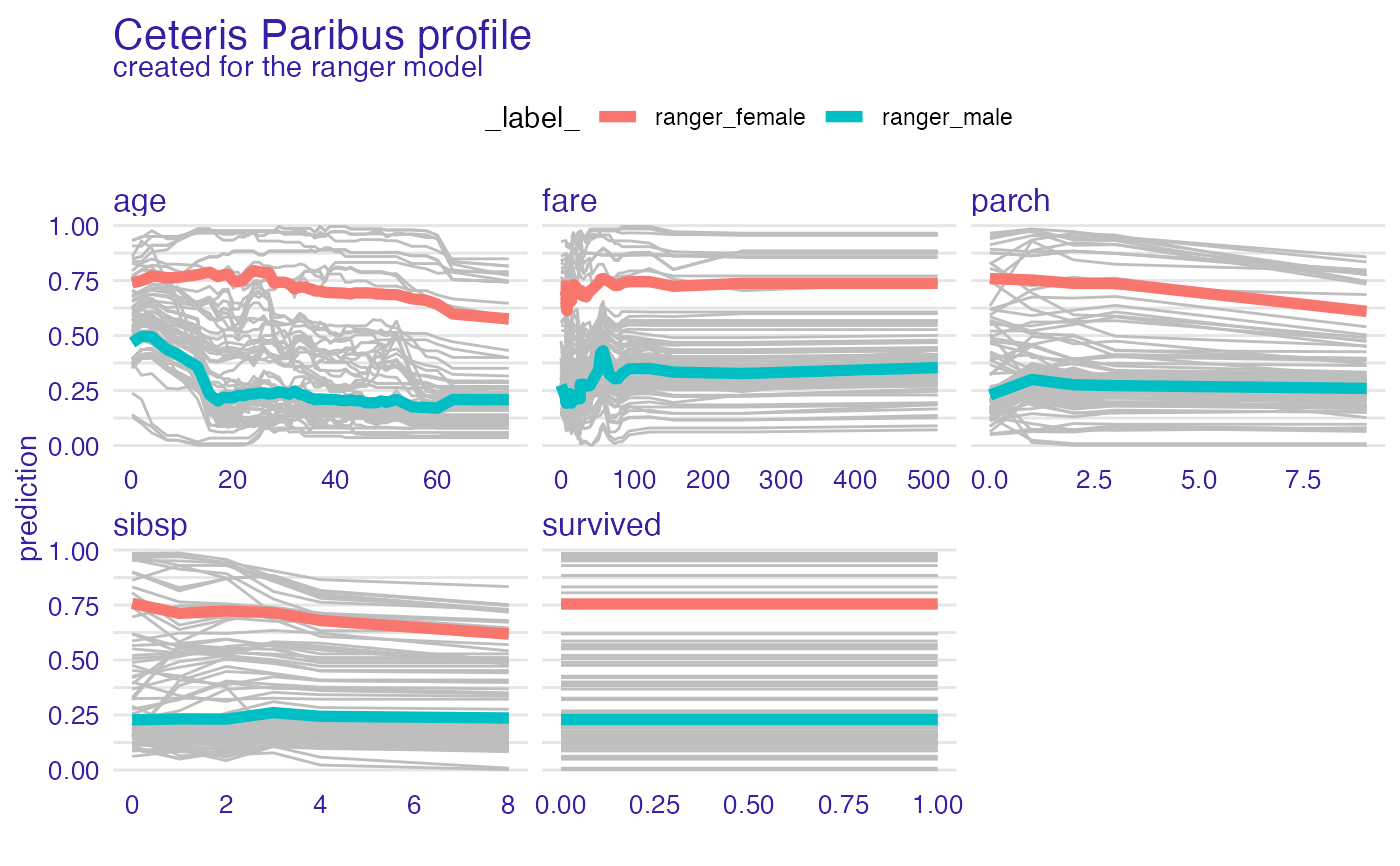 Ceteris Paribus profile
created for the ranger model
_label_ ranger_female ranger_male
age fare parch
1.00
0.75
0.50
0.25
0.00
0 20 40 60 0 100 200 300 400 500 0.0 2.5 5.0 7.5
prediction
sibsp survived
1.00
0.75
0.50
0.25
0.00
0 2 4 6 8 0.00 0.25 0.50 0.75 1.00